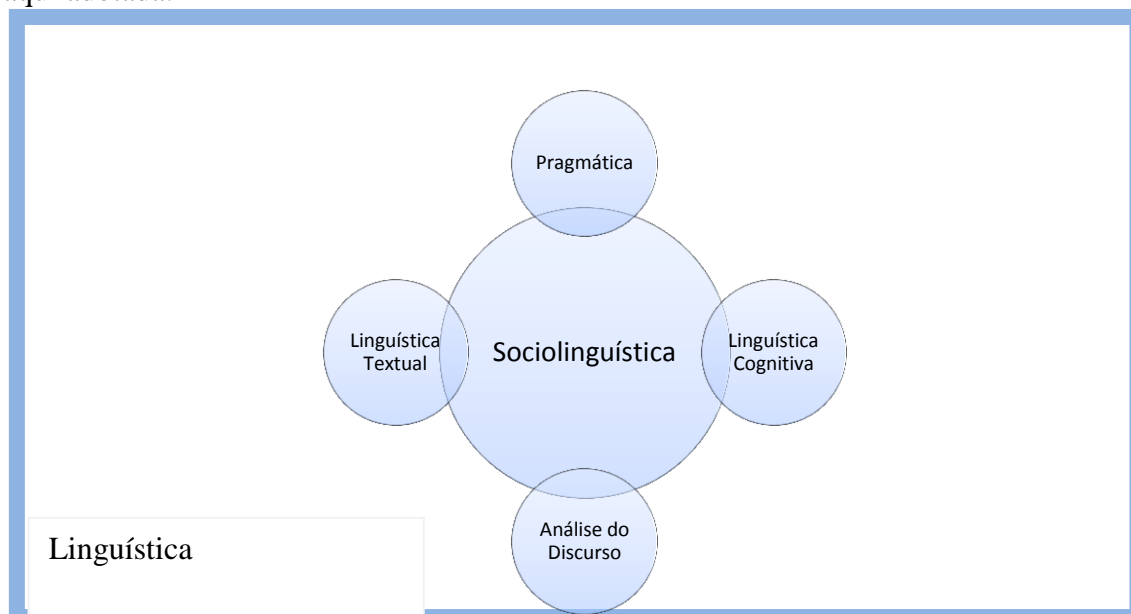 Pragmática
Linguística
Textual
Sociolinguística
Linguística
Cognitiva
Análise do
Discurso
Linguística